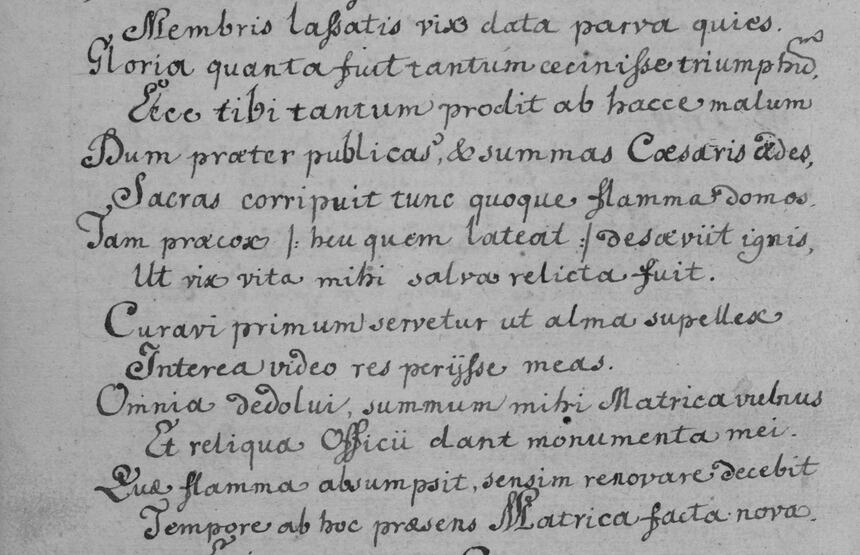 Membris laſsatis vix data parva quies.
Gloria quanta fuit tantum cecinisse triumphū,
Ecce tibi tantum prodit ab hacce malum
Dum præter publicas, & summas Cæsaris ædes,
Sacras corripuit tunc quoque flamma domos.
Tam præcox /: heu quem lateat :/ desæviit ignis,
Ut vix vita mihi salva relicta fuit.
Curavi primum servetur ut alma supellex
Interea video res perijsse meas.
Omnia dedolui, summum mihi Matrica vulnus
Et reliqua Officii dant monumenta mei.
Quæ flamma absumpsit, sensim renovare decebit
Tempore ab hoc præsens Matrica facta nova.